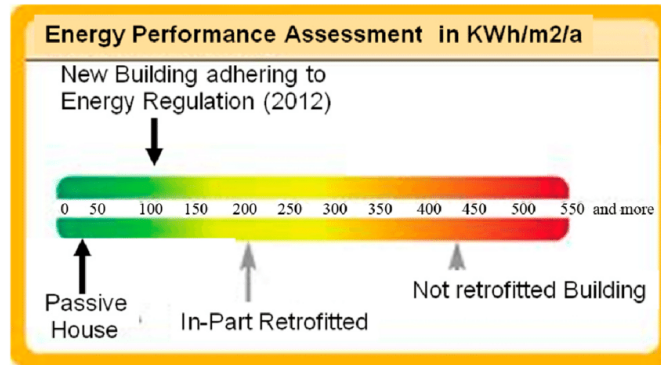 Energy Performance Assessment in KWh/m2/a
New Building adhering to
Energy Regulation (2012)
0 50 100 150 200 250 300 350 400 450 500 550 and more
Passive
House
In-Part Retrofitted
Not retrofitted Building